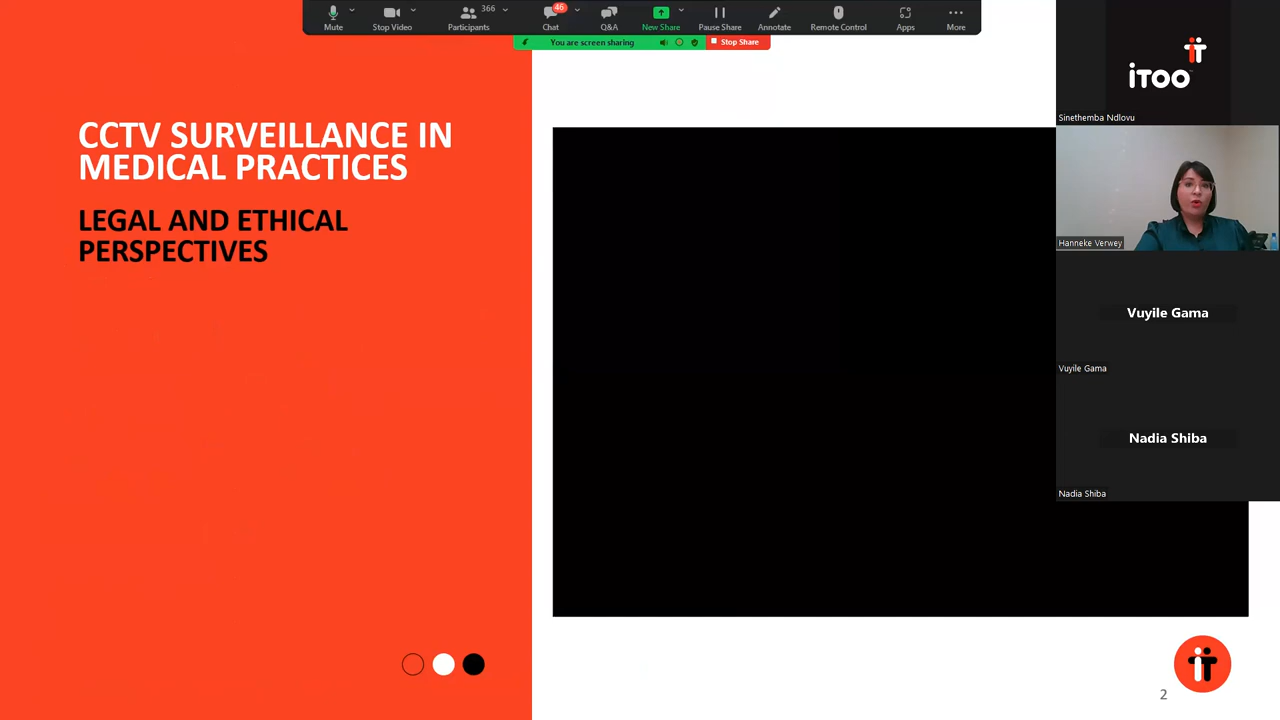 366
46
Mute
Stop Video
Participants
Chat
Q&A
New Share
Pause Share
Annotate
Remote Control
Apps
More
You are screen sharing
Stop Share
CCTV SURVEILLANCE IN
MEDICAL PRACTICES
LEGAL AND ETHICAL
PERSPECTIVES
iTOO
Sinethemba Ndlovu
Hanneke Verwey
Vuyile Gama
Vuyile Gama
Nadia Shiba
Nadia Shiba
2